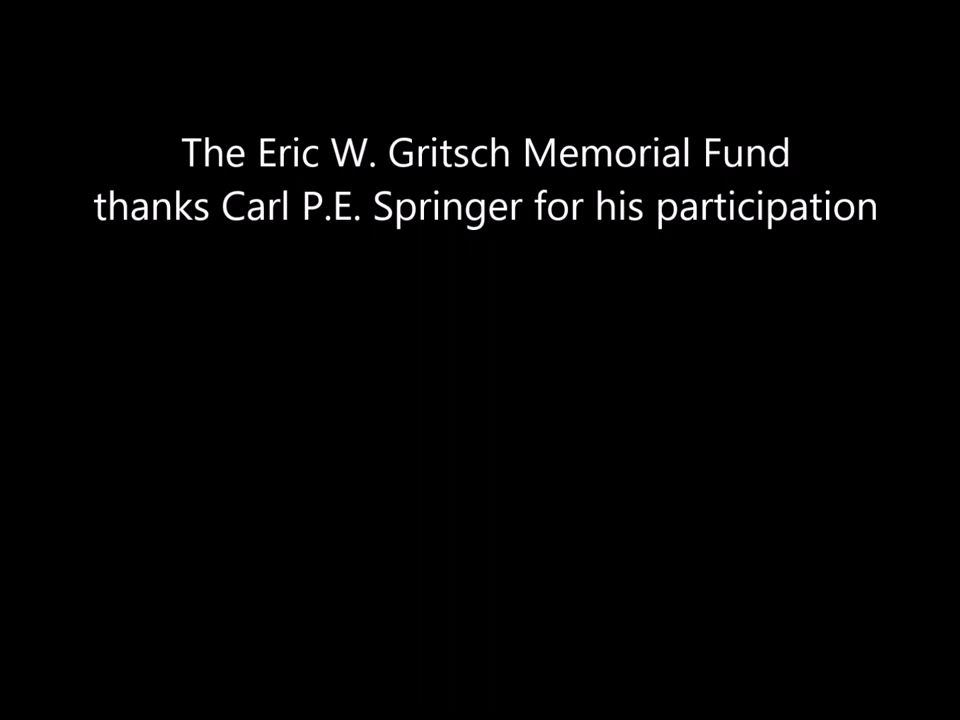 The Eric W. Gritsch Memorial Fund
thanks Carl P.E. Springer for his participation